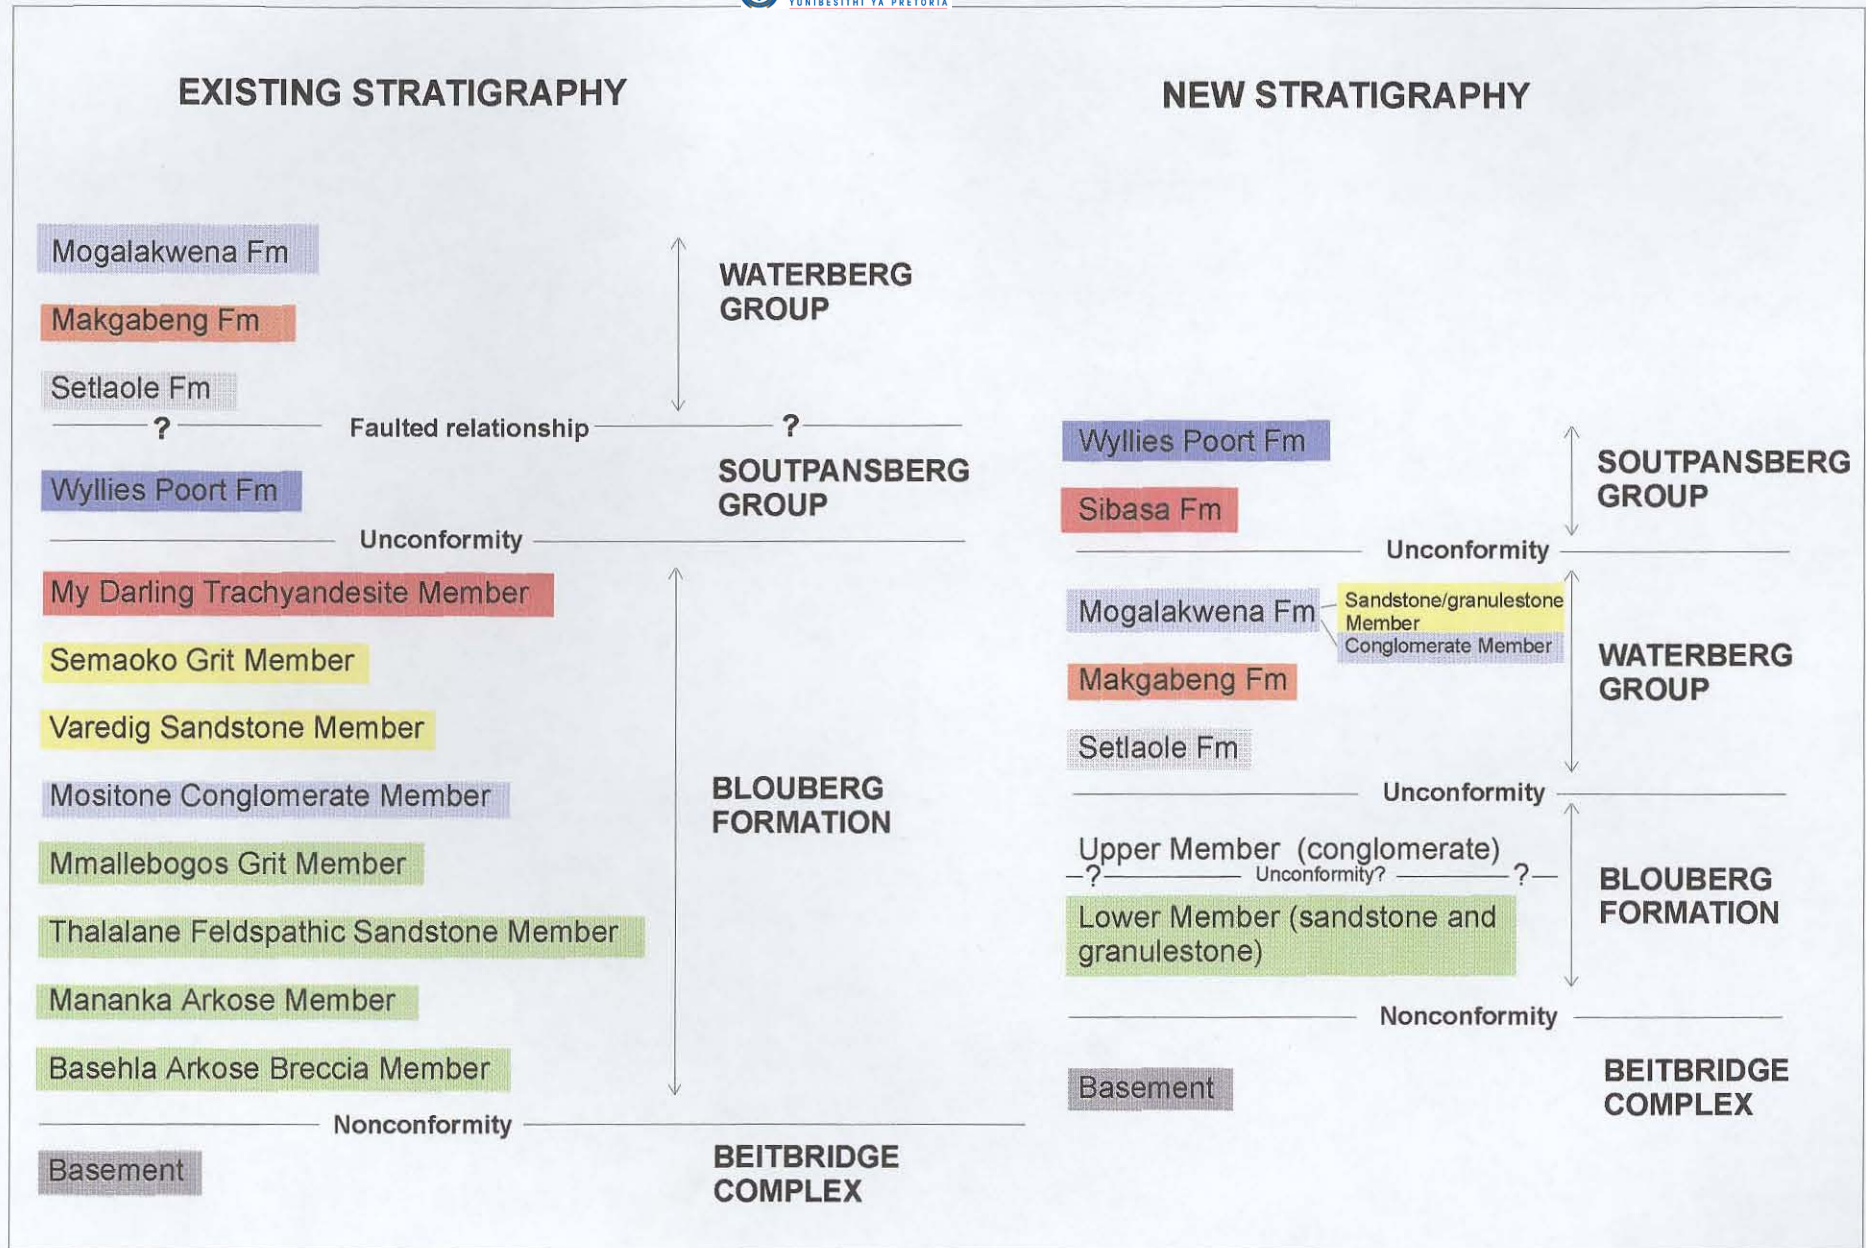 YUNIBESITHI YA PRETORIA
EXISTING STRATIGRAPHY
Mogalakwena Fm
Makgabeng Fm
Setlaole Fm
WATERBERG
GROUP
? Faulted relationship ?
Wyllies Poort Fm
SOUTPANSBERG
GROUP
Unconformity
My Darling Trachyandesite Member
Semaoko Grit Member
Varedig Sandstone Member
Mositone Conglomerate Member
Mmallebogos Grit Member
Thalalane Feldspathic Sandstone Member
Mananka Arkose Member
Basehla Arkose Breccia Member
BLOUBERG
FORMATION
Nonconformity
Basement
BEITBRIDGE
COMPLEX
NEW STRATIGRAPHY
Wyllies Poort Fm
Sibasa Fm
SOUTPANSBERG
GROUP
Unconformity
Mogalakwena Fm
Sandstone/granulestone
Member
Conglomerate Member
Makgabeng Fm
Setlaole Fm
WATERBERG
GROUP
Unconformity
Upper Member (conglomerate)
? Unconformity? ?
Lower Member (sandstone and
granulestone)
BLOUBERG
FORMATION
Nonconformity
Basement
BEITBRIDGE
COMPLEX